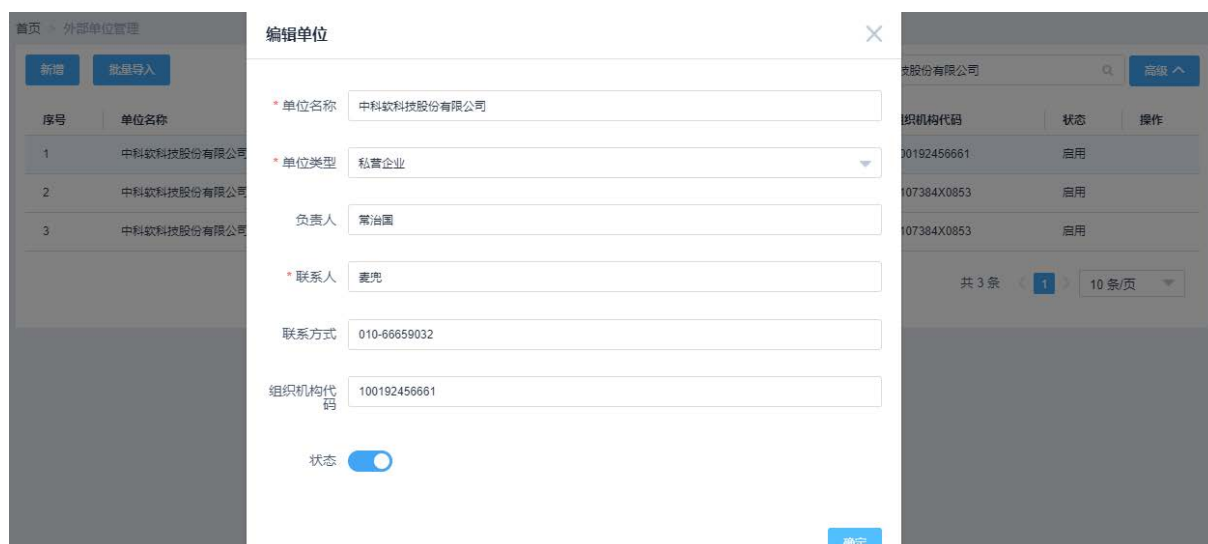 首页 > 外部单位管理
编辑单位
新增 批量导入
技股份有限公司
高级
* 单位名称 中科软科技股份有限公司
序号 单位名称
组织机构代码 状态 操作
* 单位类型 私营企业
1 中科软科技股份有限公司
00192456661 启用
2 中科软科技股份有限公司
107384X0853 启用
负责人 常治国
3 中科软科技股份有限公司
107384X0853 启用
* 联系人 麦兜
共 3 条 < 1 > 10 条/页
联系方式 010-66659032
组织机构代
码 100192456661
状态
确定